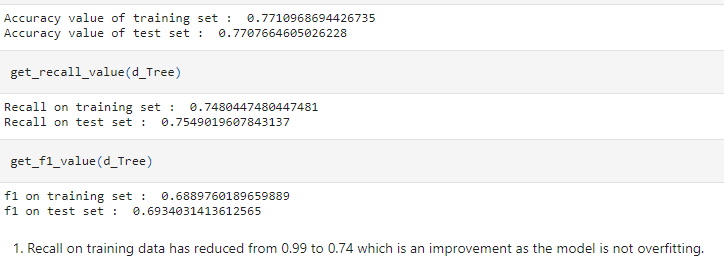 Accuracy value of training set :  0.7710968694426735
Accuracy value of test set :  0.7707664605026228
get_recall_value(d_Tree)
Recall on training set :  0.7480447480447481
Recall on test set :  0.7549019607843137
get_f1_value(d_Tree)
f1 on training set :  0.6889760189659889
f1 on test set :  0.6934031413612565
1. Recall on training data has reduced from 0.99 to 0.74 which is an improvement as the model is not overfitting.